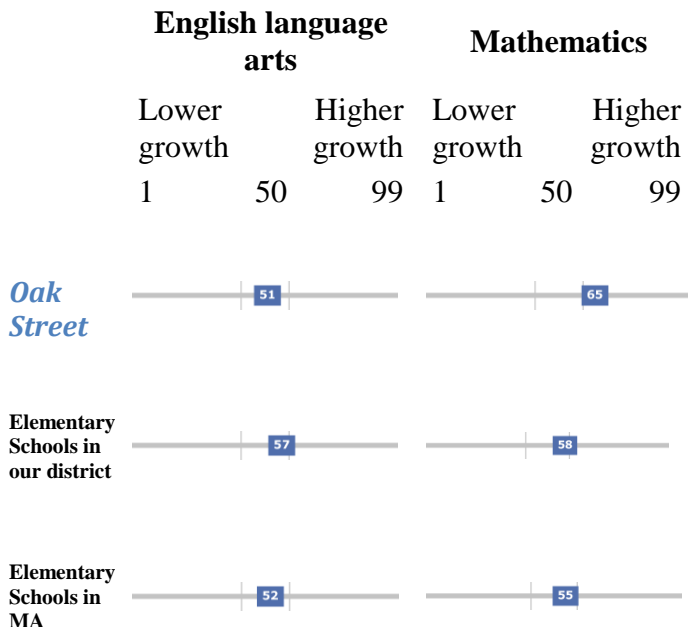 English language
arts
Mathematics
Lower
growth
Higher
growth
Lower
growth
Higher
growth
1 50 99 1 50 99
Oak
Street
51 65
Elementary
Schools in
our district
57 58
Elementary
Schools in
MA
52 55